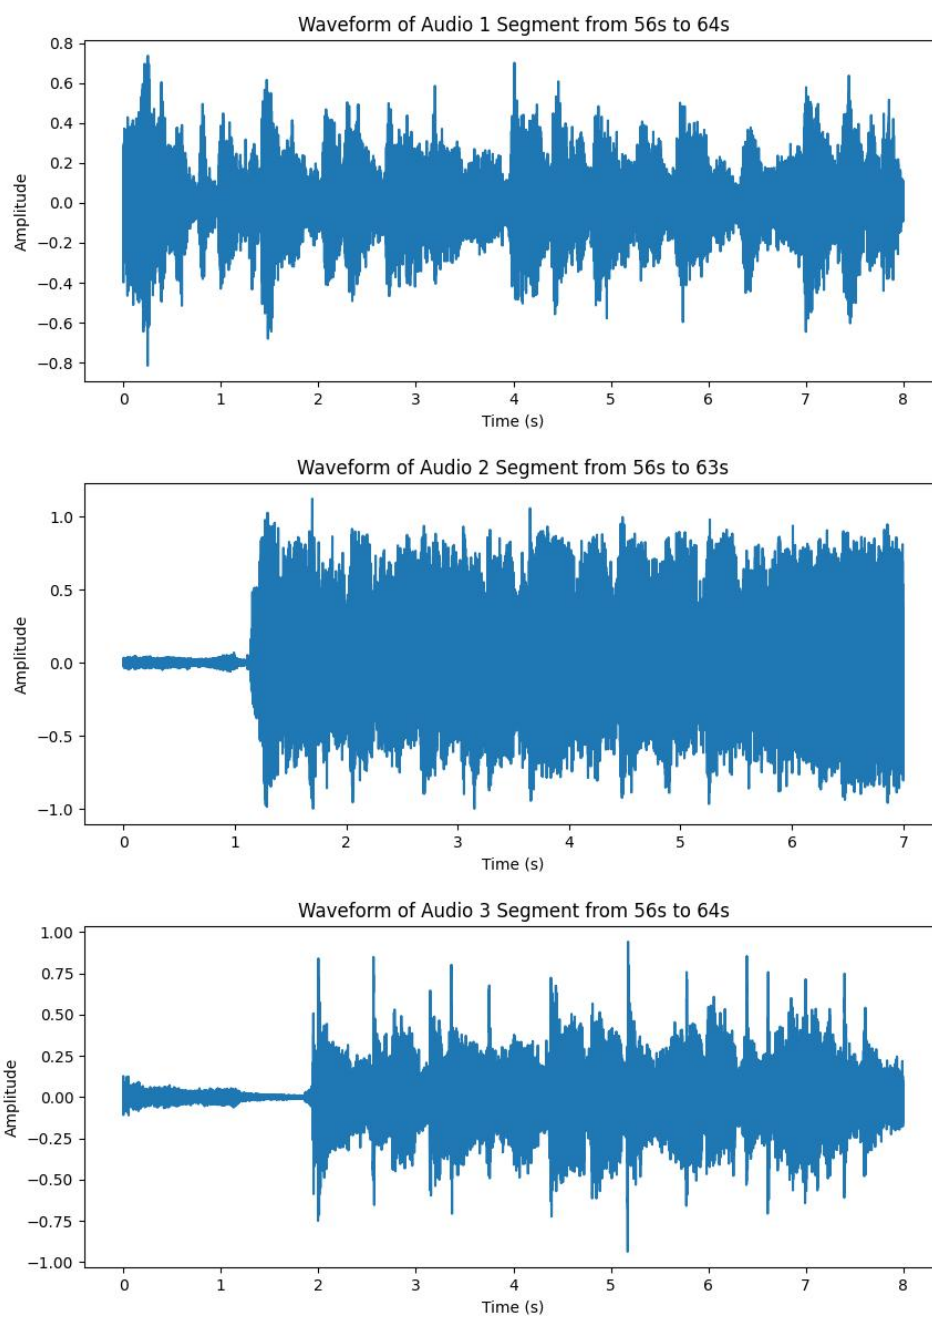 Waveform of Audio 1 Segment from 56s to 64s
0.8
0.6
0.4
0.2
0.0
−0.2
−0.4
−0.6
−0.8
Amplitude
0 1 2 3 4 5 6 7 8
Time (s)
Waveform of Audio 2 Segment from 56s to 63s
1.0
0.5
0.0
−0.5
−1.0
Amplitude
0 1 2 3 4 5 6 7
Time (s)
Waveform of Audio 3 Segment from 56s to 64s
1.00
0.75
0.50
0.25
0.00
−0.25
−0.50
−0.75
−1.00
Amplitude
0 1 2 3 4 5 6 7 8
Time (s)